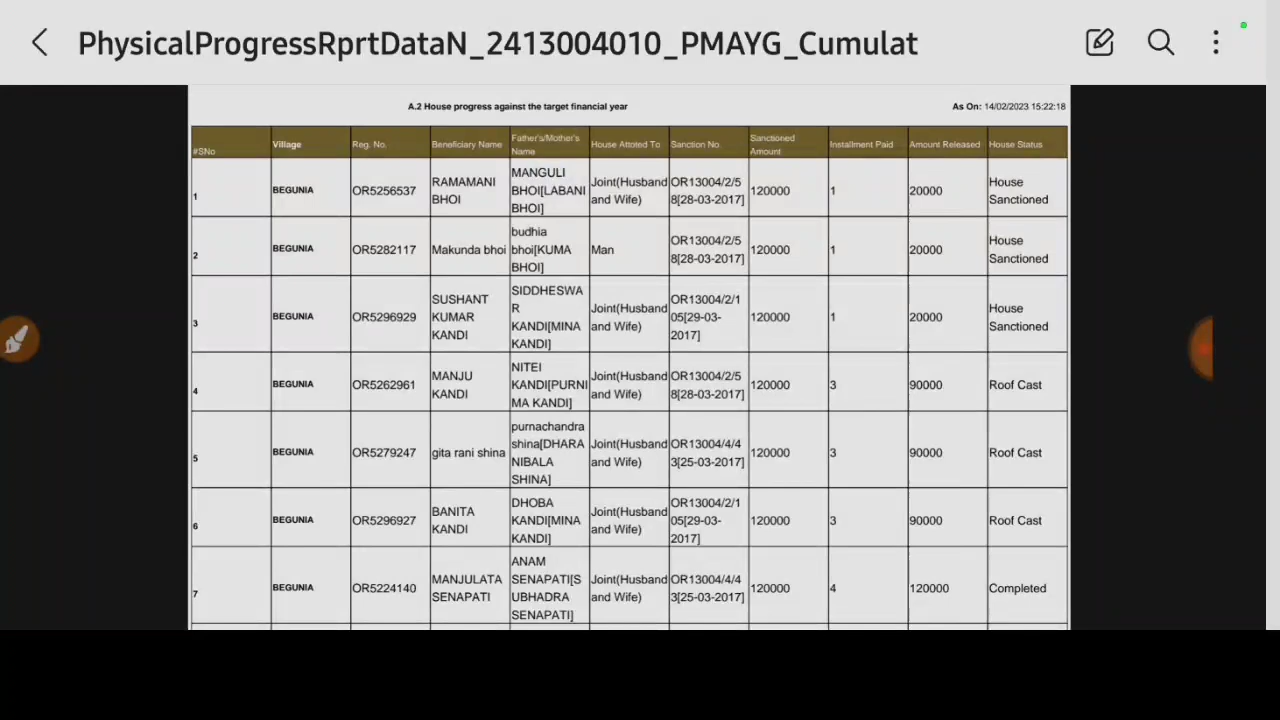 PhysicalProgressRprtDataN_2413004010_PMAYG_Cumulat
A.2 House progress against the target financial year As On: 14/02/2023 15:22:18
#SNo Village Reg. No. Beneficiary Name Father's/Mother's Name House Attoted To Sanction No. Sanctioned Amount Installment Paid Amount Released House Status
1 BEGUNIA OR5256537 RAMAMANI BHOI MANGULI BHOI[LABANI BHOI] Joint(Husband and Wife) OR13004/2/58[28-03-2017] 120000 1 20000 House Sanctioned
2 BEGUNIA OR5282117 Makunda bhoi budhia bhoi[KUMA BHOI] Man OR13004/2/58[28-03-2017] 120000 1 20000 House Sanctioned
3 BEGUNIA OR5296929 SUSHANT KUMAR KANDI SIDDHESWAR KANDI[MINA KANDI] Joint(Husband and Wife) OR13004/2/105[29-03-2017] 120000 1 20000 House Sanctioned
4 BEGUNIA OR5262961 MANJU KANDI NITEI KANDI[PURNIMA KANDI] Joint(Husband and Wife) OR13004/2/58[28-03-2017] 120000 3 90000 Roof Cast
5 BEGUNIA OR5279247 gita rani shina purnachandra shina[DHARANIBALA SHINA] Joint(Husband and Wife) OR13004/4/43[25-03-2017] 120000 3 90000 Roof Cast
6 BEGUNIA OR5296927 BANITA KANDI DHOBA KANDI[MINA KANDI] Joint(Husband and Wife) OR13004/2/105[29-03-2017] 120000 3 90000 Roof Cast
7 BEGUNIA OR5224140 MANJULATA SENAPATI ANAM SENAPATI[SUBHADRA SENAPATI] Joint(Husband and Wife) OR13004/4/43[25-03-2017] 120000 4 120000 Completed